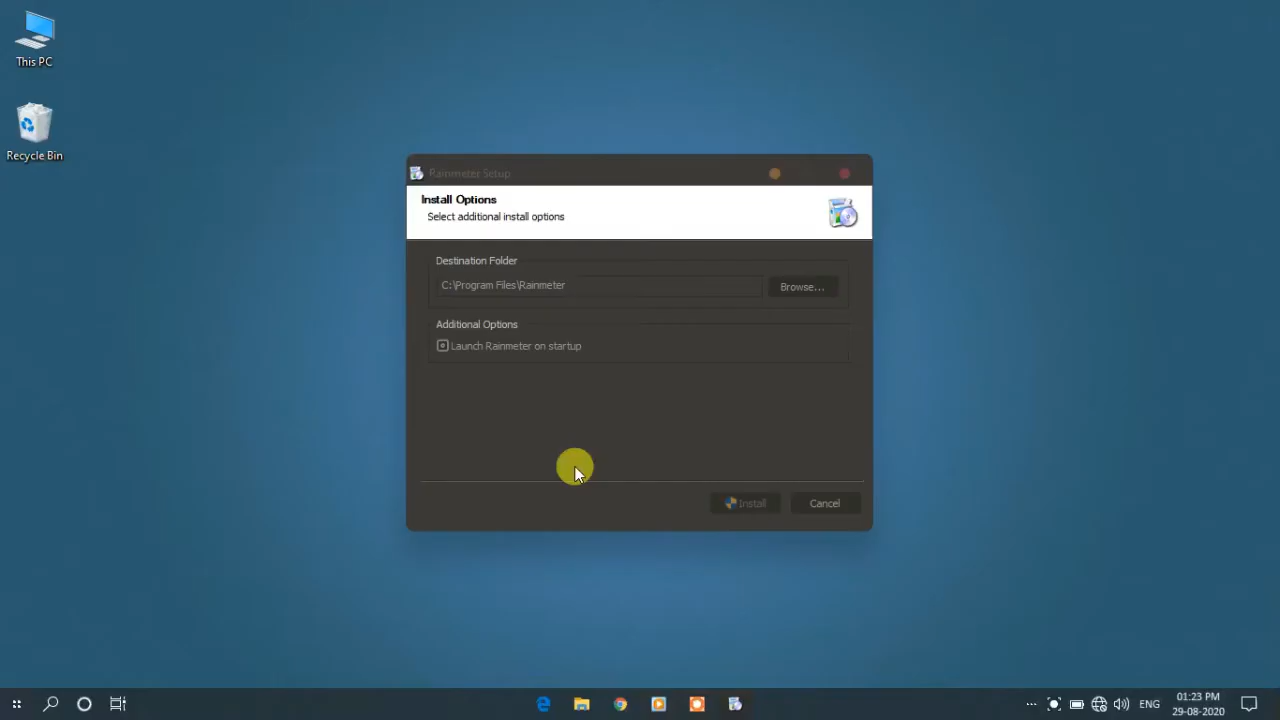 This PC
Recycle Bin
Rainmeter Setup
Install Options
Select additional install options
Destination Folder
C:\Program Files\Rainmeter
Browse...
Additional Options
Launch Rainmeter on startup
Install
Cancel
ENG
01:23 PM
29-08-2020